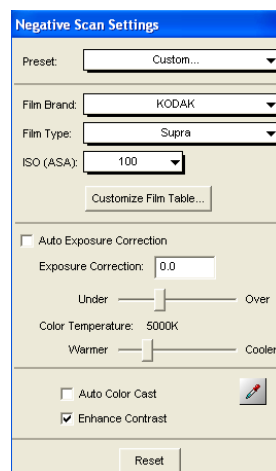 Negative Scan Settings
Preset: Custom...
Film Brand: KODAK
Film Type: Supra
ISO (ASA): 100
Customize Film Table...
Auto Exposure Correction
Exposure Correction: 0.0
Under Over
Color Temperature: 5000K
Warmer Cooler
Auto Color Cast
Enhance Contrast
Reset